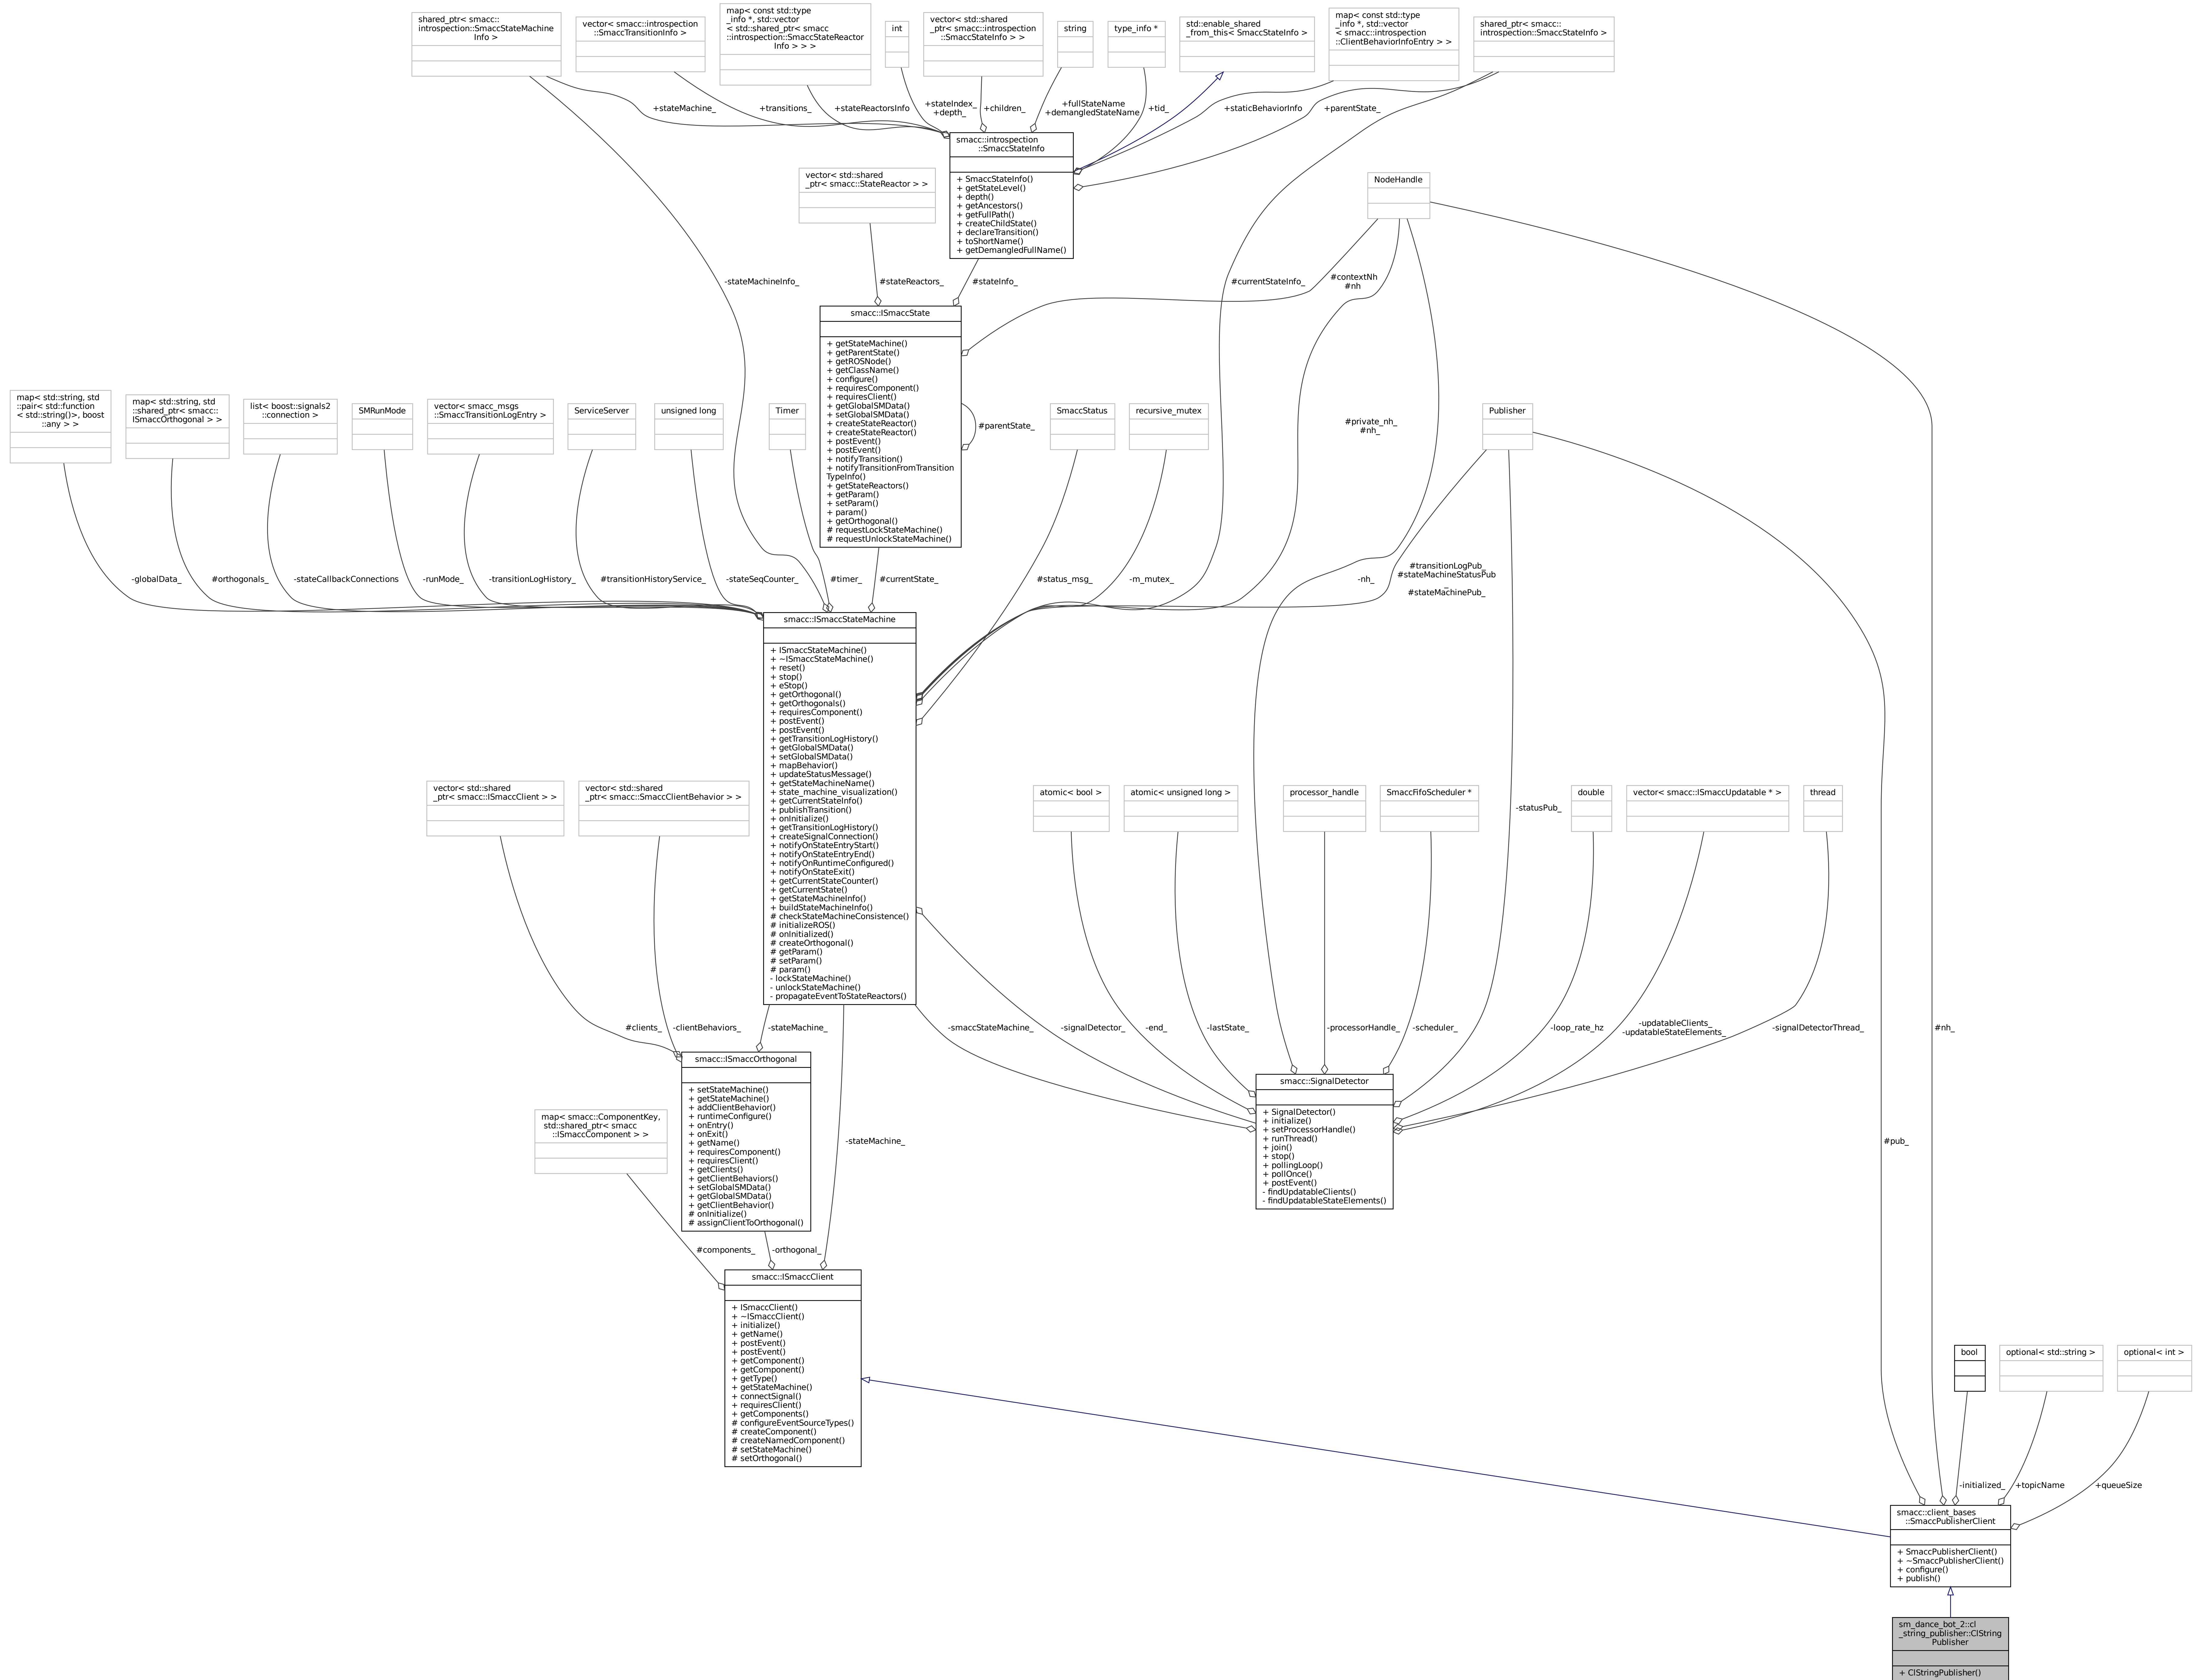 shared_ptr< smacc::
introspection::SmaccStateMachine
Info >
vector< smacc::introspection
::SmaccTransitionInfo >
map< const std::type
_info *, std::vector
< std::shared_ptr< smacc
::introspection::SmaccStateReactor
Info > > >
int
vector< std::shared
_ptr< smacc::introspection
::SmaccStateInfo > >
string
type_info *
std::enable_shared
_from_this< SmaccStateInfo >
map< const std::type
_info *, std::vector
< smacc::introspection
::ClientBehaviorInfoEntry > >
shared_ptr< smacc::
introspection::SmaccStateInfo >
+stateMachine_
+transitions_
+stateReactorsInfo
+stateIndex_
+depth_
+children_
+fullStateName
+demangledStateName
+tid_
+staticBehaviorInfo
+parentState_
smacc::introspection
::SmaccStateInfo
+ SmaccStateInfo()
+ getStateLevel()
+ depth()
+ getAncestors()
+ getFullPath()
+ createChildState()
+ declareTransition()
+ toShortName()
+ getDemangledFullName()
vector< std::shared
_ptr< smacc::StateReactor > >
NodeHandle
-stateMachineInfo_
#stateReactors_
#stateInfo_
#currentStateInfo_
#contextNh
#nh
smacc::ISmaccState
+ getStateMachine()
+ getParentState()
+ getROSNode()
+ getClassName()
+ configure()
+ requiresComponent()
+ requiresClient()
+ getGlobalSMData()
+ setGlobalSMData()
+ createStateReactor()
+ createStateReactor()
+ postEvent()
+ postEvent()
+ notifyTransition()
+ notifyTransitionFromTransition
TypeInfo()
+ getStateReactors()
+ getParam()
+ setParam()
+ param()
+ getOrthogonal()
# requestLockStateMachine()
# requestUnlockStateMachine()
#parentState_
map< std::string, std
::pair< std::function
< std::string()>, boost
::any > >
map< std::string, std
::shared_ptr< smacc::
ISmaccOrthogonal > >
list< boost::signals2
::connection >
SMRunMode
vector< smacc_msgs
::SmaccTransitionLogEntry >
ServiceServer
unsigned long
Timer
SmaccStatus
recursive_mutex
#private_nh_
#nh_
Publisher
-globalData_
#orthogonals_
-stateCallbackConnections
-runMode_
-transitionLogHistory_
#transitionHistoryService_
-stateSeqCounter_
#timer_
#currentState_
#status_msg_
-m_mutex_
-nh_
#transitionLogPub_
#stateMachineStatusPub
_
#stateMachinePub_
smacc::ISmaccStateMachine
+ ISmaccStateMachine()
+ ~ISmaccStateMachine()
+ reset()
+ stop()
+ eStop()
+ getOrthogonal()
+ getOrthogonals()
+ requiresComponent()
+ postEvent()
+ postEvent()
+ getTransitionLogHistory()
+ getGlobalSMData()
+ setGlobalSMData()
+ mapBehavior()
+ updateStatusMessage()
+ getStateMachineName()
+ state_machine_visualization()
+ getCurrentStateInfo()
+ publishTransition()
+ onInitialize()
+ getTransitionLogHistory()
+ createSignalConnection()
+ notifyOnStateEntryStart()
+ notifyOnStateEntryEnd()
+ notifyOnRuntimeConfigured()
+ notifyOnStateExit()
+ getCurrentStateCounter()
+ getCurrentState()
+ getStateMachineInfo()
+ buildStateMachineInfo()
# checkStateMachineConsistence()
# initializeROS()
# onInitialized()
# createOrthogonal()
# getParam()
# setParam()
# param()
- lockStateMachine()
- unlockStateMachine()
- propagateEventToStateReactors()
vector< std::shared
_ptr< smacc::ISmaccClient > >
vector< std::shared
_ptr< smacc::SmaccClientBehavior > >
atomic< bool >
atomic< unsigned long >
processor_handle
SmaccFifoScheduler *
-statusPub_
double
vector< smacc::ISmaccUpdatable * >
thread
#clients_
-clientBehaviors_
-stateMachine_
-smaccStateMachine_
-signalDetector_
-end_
-lastState_
-processorHandle_
-scheduler_
-loop_rate_hz
-updatableClients_
-updatableStateElements_
-signalDetectorThread_
#nh_
smacc::ISmaccOrthogonal
+ setStateMachine()
+ getStateMachine()
+ addClientBehavior()
+ runtimeConfigure()
+ onEntry()
+ onExit()
+ getName()
+ requiresComponent()
+ requiresClient()
+ getClients()
+ getClientBehaviors()
+ setGlobalSMData()
+ getGlobalSMData()
+ getClientBehavior()
# onInitialize()
# assignClientToOrthogonal()
smacc::SignalDetector
+ SignalDetector()
+ initialize()
+ setProcessorHandle()
+ runThread()
+ join()
+ stop()
+ pollingLoop()
+ pollOnce()
+ postEvent()
- findUpdatableClients()
- findUpdatableStateElements()
map< smacc::ComponentKey,
std::shared_ptr< smacc
::ISmaccComponent > >
-stateMachine_
#pub_
#components_
-orthogonal_
smacc::ISmaccClient
+ ISmaccClient()
+ ~ISmaccClient()
+ initialize()
+ getName()
+ postEvent()
+ postEvent()
+ getComponent()
+ getComponent()
+ getType()
+ getStateMachine()
+ connectSignal()
+ requiresClient()
+ getComponents()
# configureEventSourceTypes()
# createComponent()
# createNamedComponent()
# setStateMachine()
# setOrthogonal()
bool
optional< std::string >
optional< int >
-initialized_
+topicName
+queueSize
smacc::client_bases
::SmaccPublisherClient
+ SmaccPublisherClient()
+ ~SmaccPublisherClient()
+ configure()
+ publish()
sm_dance_bot_2::cl
_string_publisher::ClString
Publisher
+ ClStringPublisher()